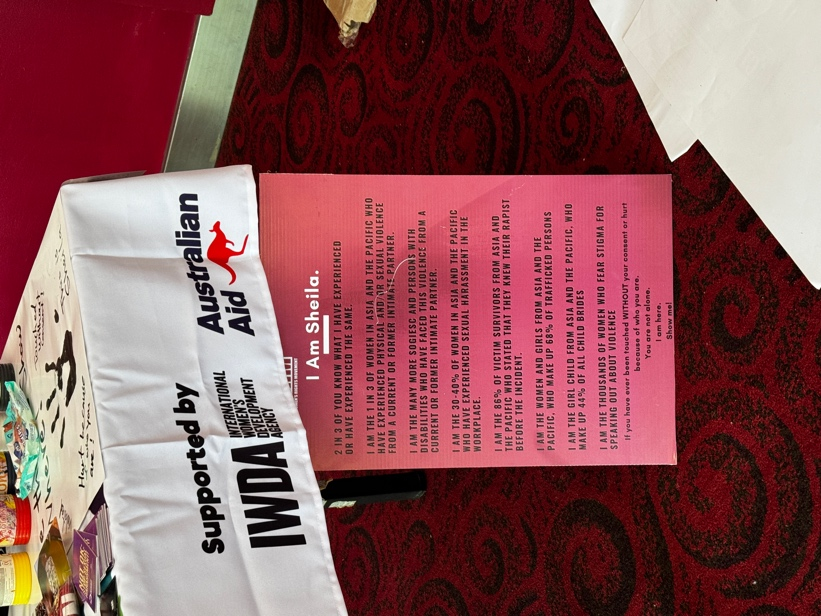 Supported by
IWDA
INTERNATIONAL
WOMEN'S
DEVELOPMENT
AGENCY
Australian
Aid
I Am Sheila.
2 IN 3 OF YOU KNOW WHAT I HAVE EXPERIENCED
OR HAVE EXPERIENCED THE SAME.
I AM THE 1 IN 3 OF WOMEN IN ASIA AND THE PACIFIC WHO
HAVE EXPERIENCED PHYSICAL AND/OR SEXUAL VIOLENCE
FROM A CURRENT OR FORMER INTIMATE PARTNER.
I AM THE MANY MORE SOGIESC AND PERSONS WITH
DISABILITIES WHO HAVE FACED THIS VIOLENCE FROM A
CURRENT OR FORMER INTIMATE PARTNER.
I AM THE 30-40% OF WOMEN IN ASIA AND THE PACIFIC
WHO HAVE EXPERIENCED SEXUAL HARASSMENT IN THE
WORKPLACE.
I AM THE 86% OF VICTIM SURVIVORS FROM ASIA AND
THE PACIFIC WHO STATED THAT THEY KNEW THEIR RAPIST
BEFORE THE INCIDENT.
I AM THE WOMEN AND GIRLS FROM ASIA AND THE
PACIFIC, WHO MAKE UP 68% OF TRAFFICKED PERSONS
I AM THE GIRL CHILD FROM ASIA AND THE PACIFIC, WHO
MAKE UP 44% OF ALL CHILD BRIDES
I AM THE THOUSANDS OF WOMEN WHO FEAR STIGMA FOR
SPEAKING OUT ABOUT VIOLENCE
If you have ever been touched WITHOUT your consent or hurt
because of who you are.
You are not alone.
I am here.
Show me!